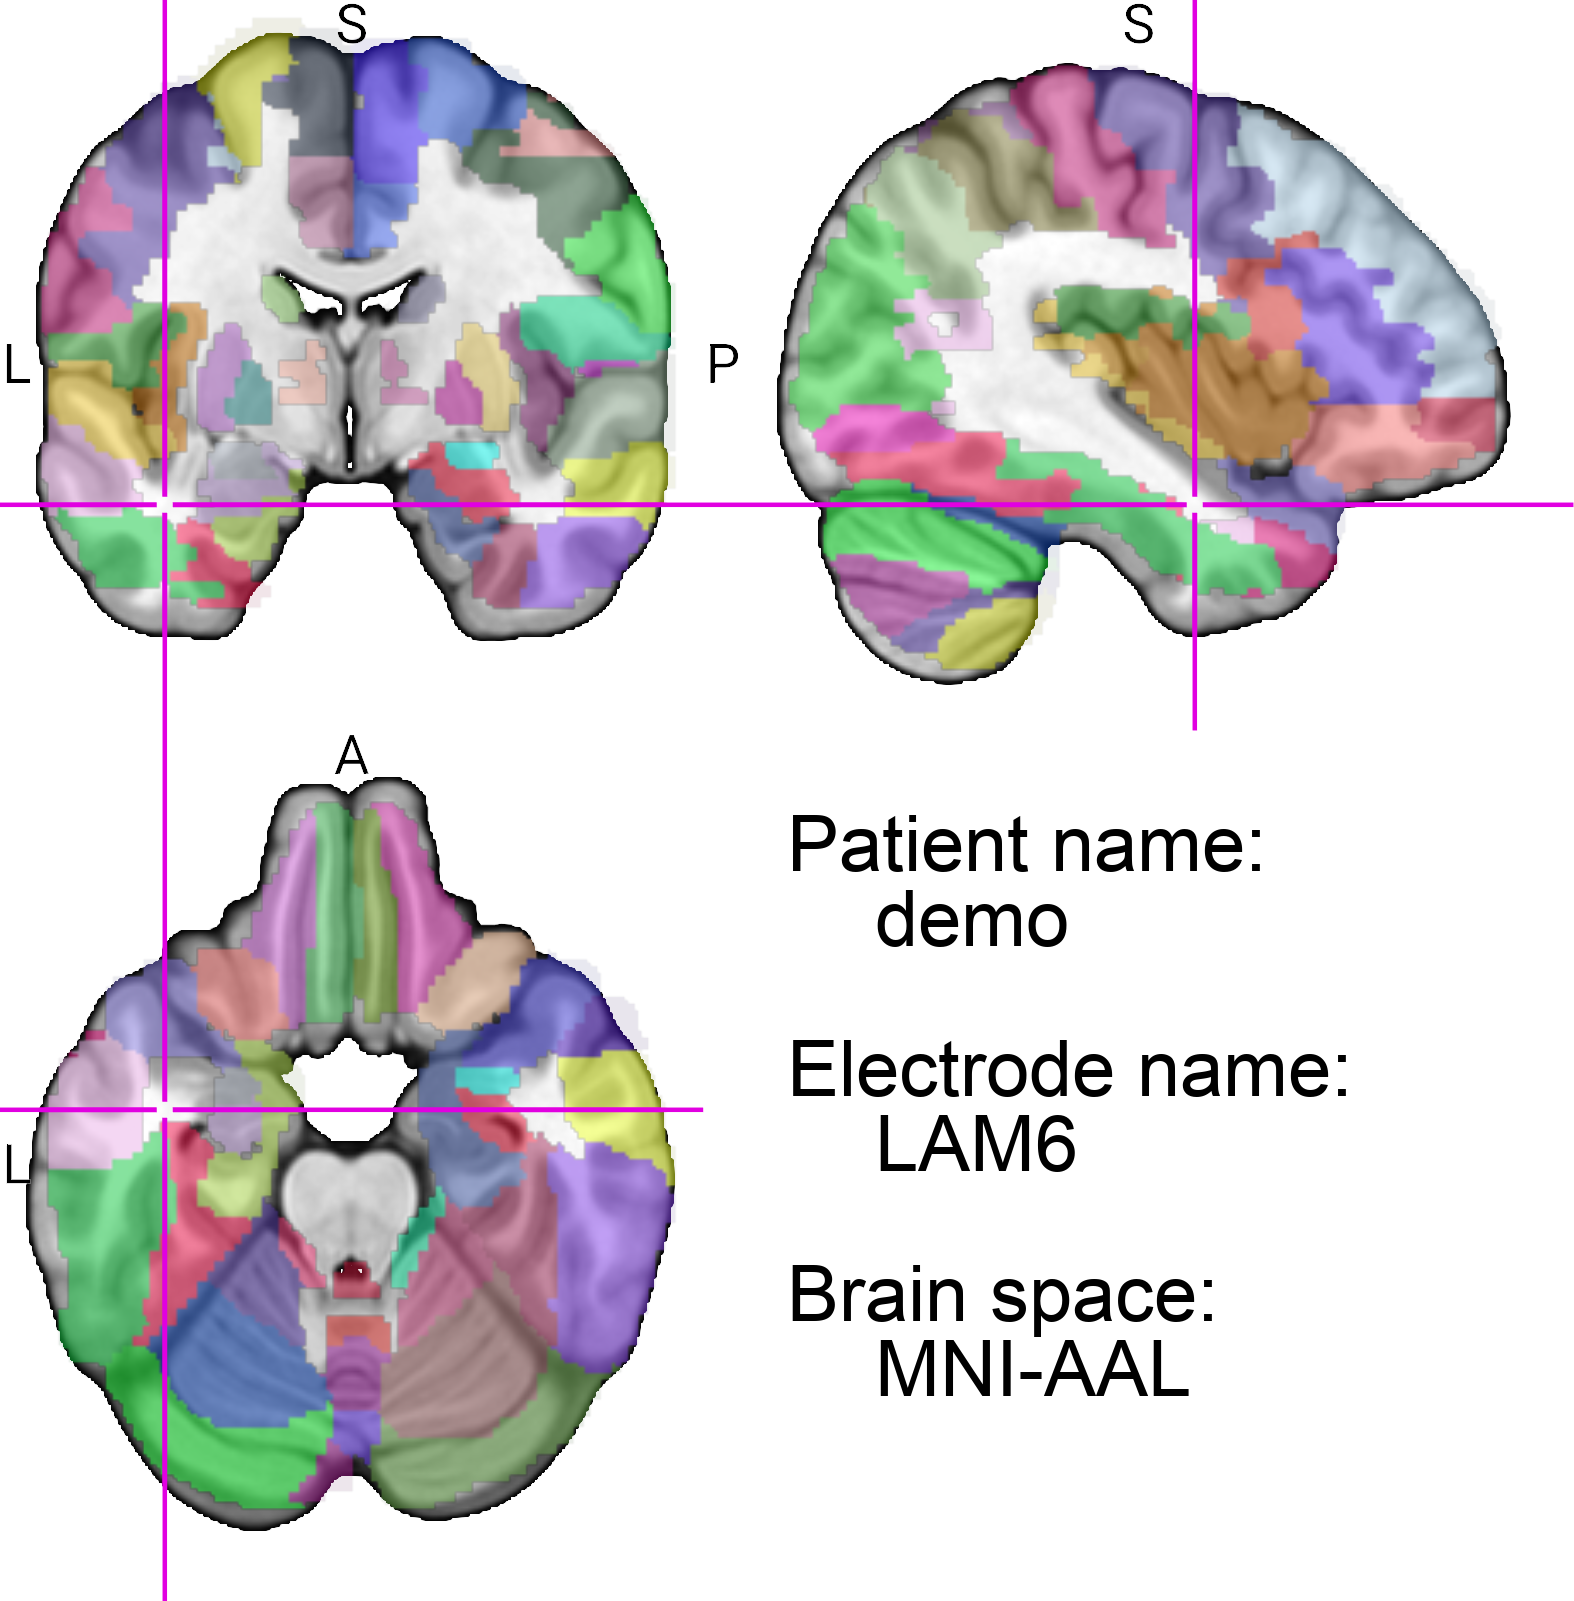 S
S
L
P
A
Patient name:
demo
L
Electrode name:
LAM6
Brain space:
MNI-AAL